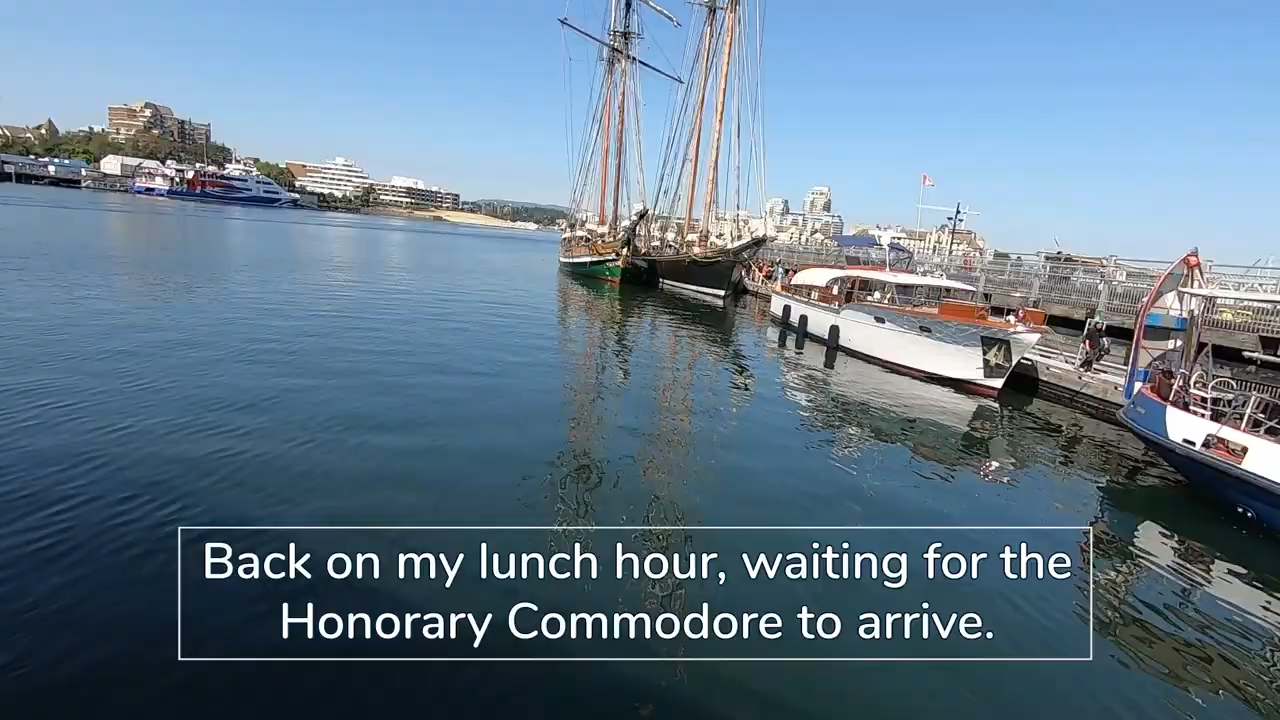 Back on my lunch hour, waiting for the
Honorary Commodore to arrive.